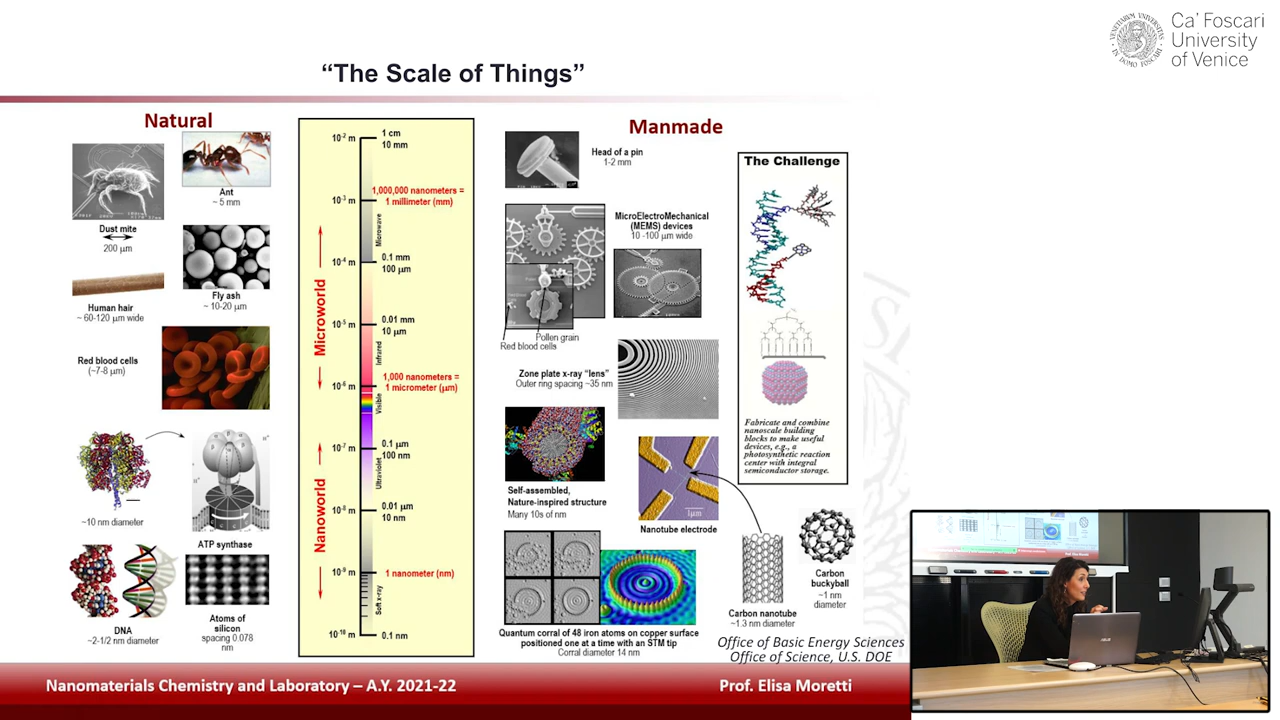 Ca' Foscari
University
of Venice
“The Scale of Things”
Natural
Ant
~ 5 mm
Dust mite
200 µm
Fly ash
~ 10-20 µm
Human hair
~ 60-120 µm wide
Red blood cells
(~7-8 µm)
~10 nm diameter
ATP synthase
DNA
~2-1/2 nm diameter
Atoms of
silicon
spacing 0.078
nm
Microworld
Nanoworld
10⁻² m
1 cm
10 mm
1,000,000 nanometers =
10⁻³ m
1 millimeter (mm)
Microwave
10⁻⁴ m
0.1 mm
100 µm
10⁻⁵ m
0.01 mm
10 µm
Infrared
1,000 nanometers =
10⁻⁶ m
1 micrometer (µm)
Visible
10⁻⁷ m
0.1 µm
100 nm
Ultraviolet
10⁻⁸ m
0.01 µm
10 nm
10⁻⁹ m
1 nanometer (nm)
Soft x-ray
10⁻¹⁰ m
0.1 nm
Manmade
Head of a pin
1-2 mm
MicroElectroMechanical
(MEMS) devices
10 -100 µm wide
Pollen grain
Red blood cells
Zone plate x-ray “lens”
Outer ring spacing ~35 nm
Self-assembled,
Nature-inspired structure
Many 10s of nm
1µm
Nanotube electrode
Quantum corral of 48 iron atoms on copper surface
positioned one at a time with an STM tip
Corral diameter 14 nm
Carbon nanotube
~1.3 nm diameter
Carbon
buckyball
~1 nm
diameter
The Challenge
Fabricate and combine
nanoscale building
blocks to make useful
devices, e.g., a
photosynthetic reaction
center with integral
semiconductor storage.
Office of Basic Energy Sciences
Office of Science, U.S. DOE
Nanomaterials Chemistry and Laboratory – A.Y. 2021-22
Prof. Elisa Moretti
ASUS